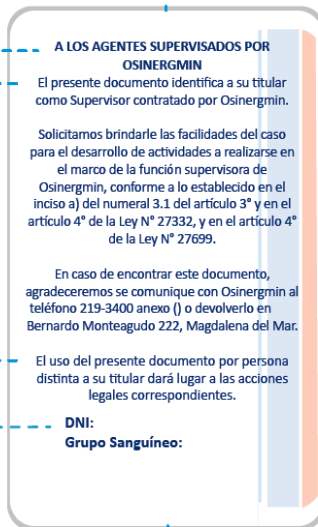 A LOS AGENTES SUPERVISADOS POR
OSINERGMIN
El presente documento identifica a su titular
como Supervisor contratado por Osinergmin.
Solicitamos brindarle las facilidades del caso
para el desarrollo de actividades a realizarse en
el marco de la función supervisora de
Osinergmin, conforme a lo establecido en el
inciso a) del numeral 3.1 del artículo 3° y en el
artículo 4° de la Ley N° 27332, y en el artículo 4°
de la Ley N° 27699.
En caso de encontrar este documento,
agradeceremos se comunique con Osinergmin al
teléfono 219-3400 anexo () o devolverlo en
Bernardo Monteagudo 222, Magdalena del Mar.
El uso del presente documento por persona
distinta a su titular dará lugar a las acciones
legales correspondientes.
DNI:
Grupo Sanguíneo: